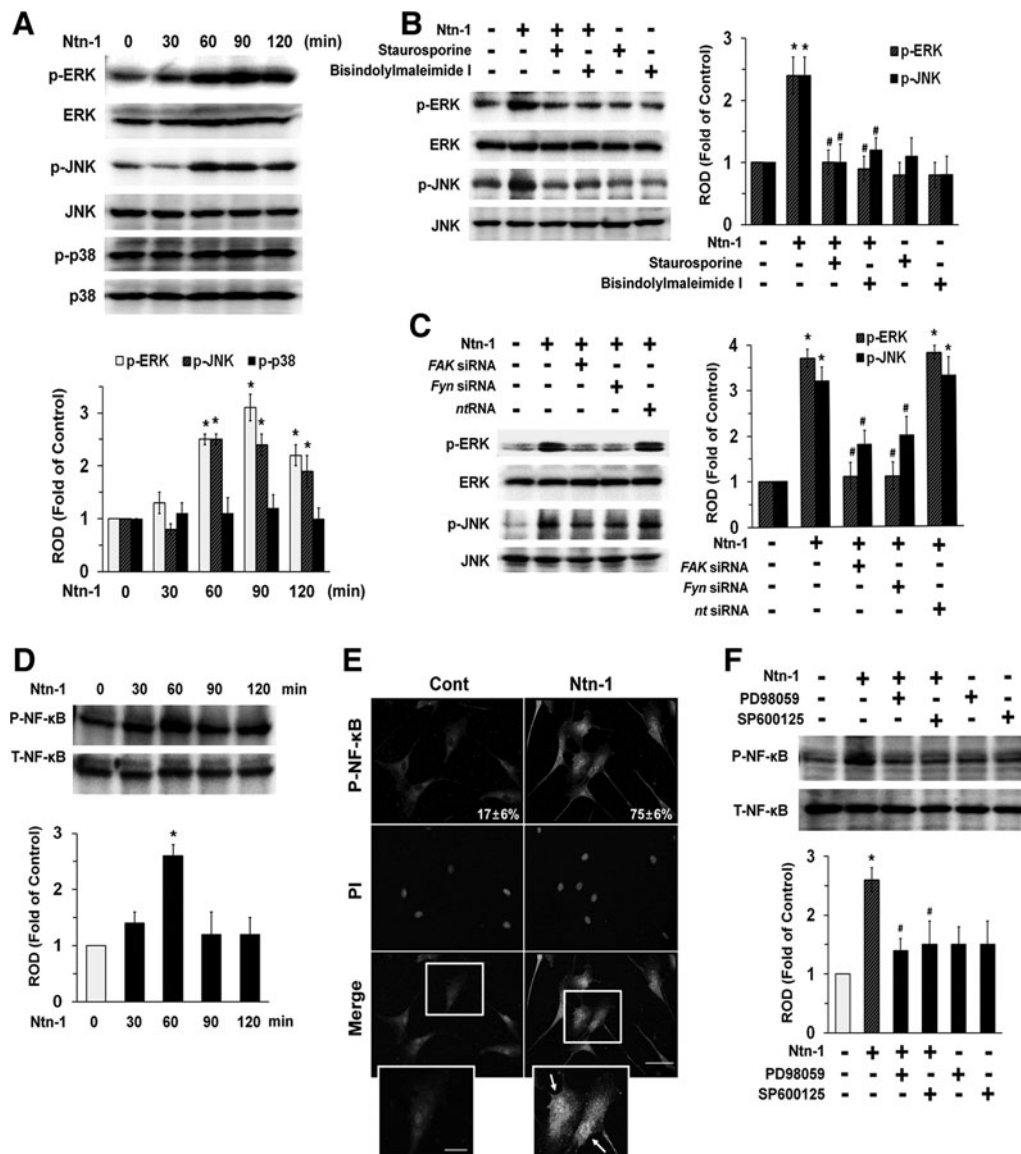 A
Ntn-1 0 30 60 90 120 (min)
p-ERK
ERK
p-JNK
JNK
p-p38
p38
p-ERK p-JNK p-p38
ROD (Fold of Control)
3
2
1
0
* * * * * *
Ntn-1 0 30 60 90 120 (min)
B
Ntn-1 - + + + - -
Staurosporine - - + - + -
Bisindolylmaleimide I - - - + - +
p-ERK
ERK
p-JNK
JNK
p-ERK
p-JNK
ROD (Fold of Control)
3
2
1
0
* * # # # #
Ntn-1 - + + + - -
Staurosporine - - + - + -
Bisindolylmaleimide I - - - + - +
C
Ntn-1 - + + + +
FAK siRNA - - + - -
Fyn siRNA - - - + -
ntRNA - - - - +
p-ERK
ERK
p-JNK
JNK
p-ERK
p-JNK
ROD (Fold of Control)
4
3
2
1
0
* * # # # # * *
Ntn-1 - + + + +
FAK siRNA - - + - -
Fyn siRNA - - - + -
nt siRNA - - - - +
D
Ntn-1 0 30 60 90 120 min
P-NF-κB
T-NF-κB
ROD (Fold of Control)
3
2
1
0
*
Ntn-1 0 30 60 90 120 min
E
Cont Ntn-1
P-NF-κB
17±6% 75±6%
PI
Merge
F
Ntn-1 - + + + - -
PD98059 - - + - + -
SP600125 - - - + - +
P-NF-κB
T-NF-κB
ROD (Fold of Control)
3
2
1
0
* # #
Ntn-1 - + + + - -
PD98059 - - + - + -
SP600125 - - - + - +